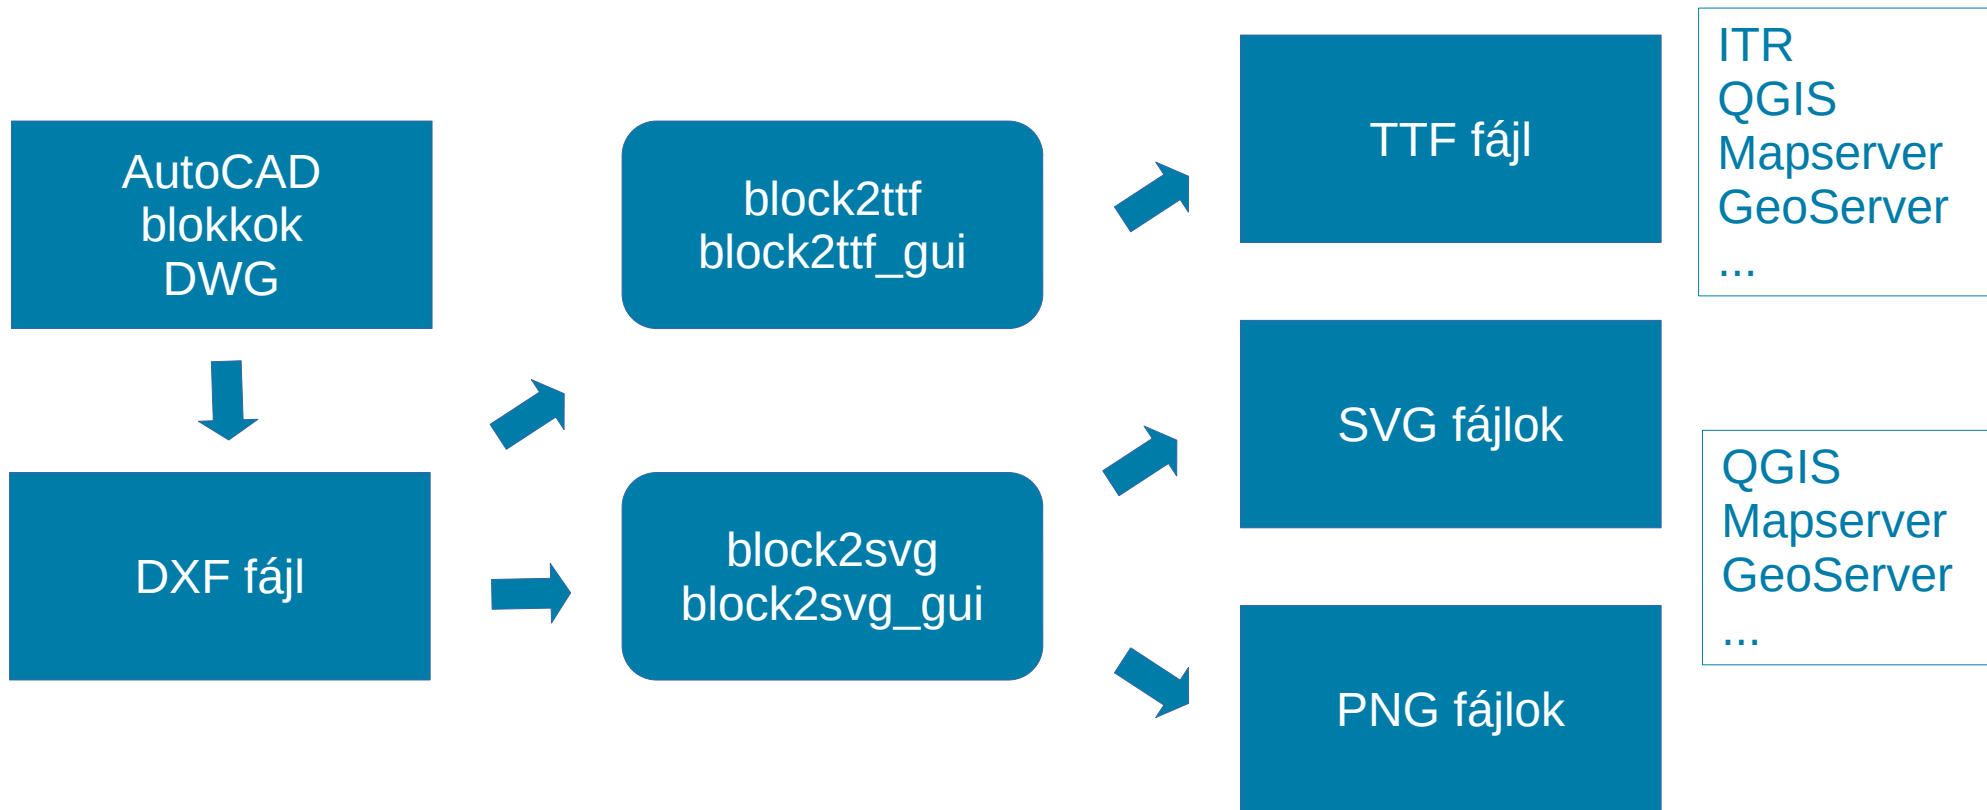 AutoCAD
blokkok
DWG
DXF fájl
block2ttf
block2ttf_gui
block2svg
block2svg_gui
TTF fájl
SVG fájlok
PNG fájlok
ITR
QGIS
Mapserver
GeoServer
...
QGIS
Mapserver
GeoServer
...